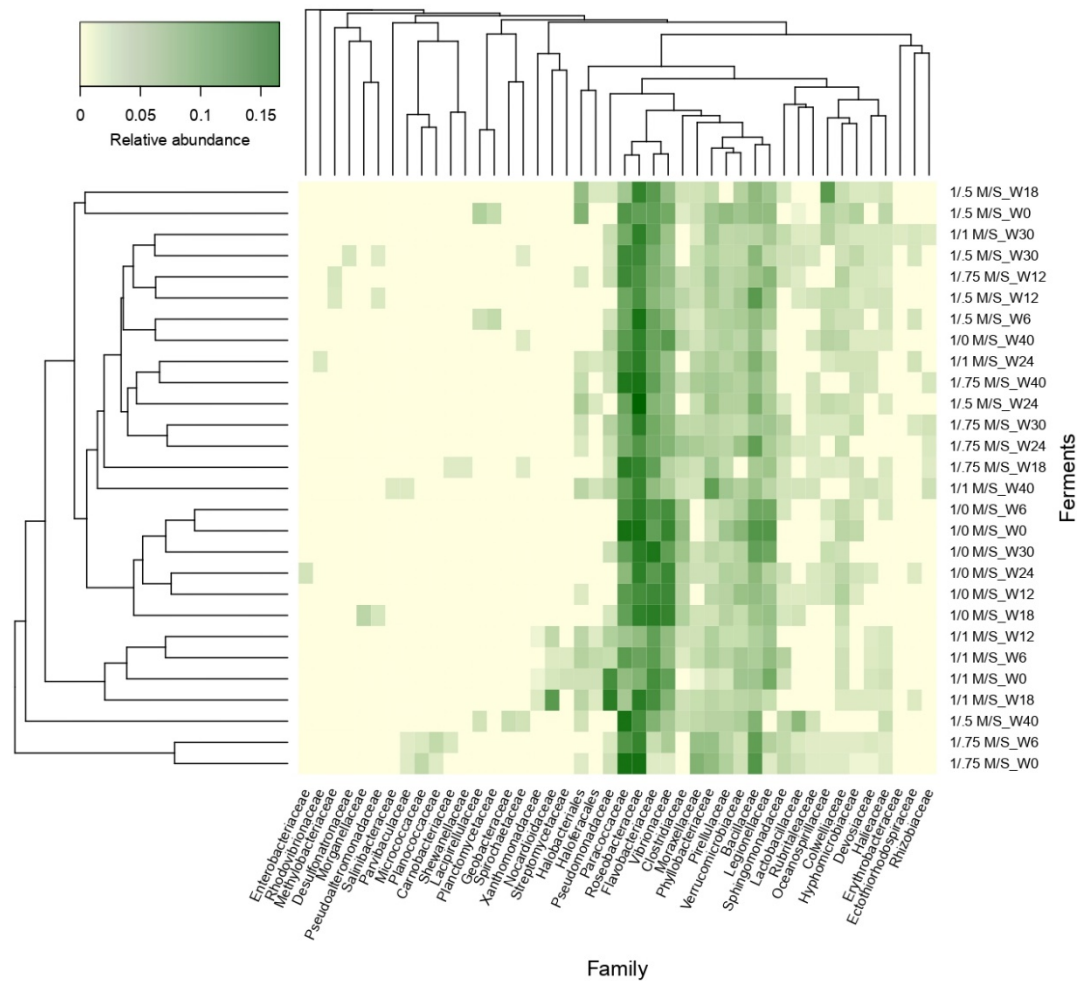 0 0.05 0.1 0.15
Relative abundance
1/.5 M/S_W18
1/.5 M/S_W0
1/1 M/S_W30
1/.5 M/S_W30
1/.75 M/S_W12
1/.5 M/S_W12
1/.5 M/S_W6
1/0 M/S_W40
1/1 M/S_W24
1/.75 M/S_W40
1/.5 M/S_W24
1/.75 M/S_W30
1/.75 M/S_W24
1/.75 M/S_W18
1/1 M/S_W40
1/0 M/S_W6
1/0 M/S_W0
1/0 M/S_W30
1/0 M/S_W24
1/0 M/S_W12
1/0 M/S_W18
1/1 M/S_W12
1/1 M/S_W6
1/1 M/S_W0
1/1 M/S_W18
1/.5 M/S_W40
1/.75 M/S_W6
1/.75 M/S_W0
Ferments
Enterobacteriaceae
Rhodovibrionaceae
Methylobacteriaceae
Desulfonatronaceae
Morganellaceae
Pseudoalteromonadaceae
Salinibacteraceae
Parvibaculaceae
Micrococcaceae
Planococcaceae
Carnobacteriaceae
Shewanellaceae
Lacipirellulaceae
Planctomycetaceae
Geobacteraceae
Spirochaetaceae
Xanthomonadaceae
Nocardioidaceae
Streptomycetaceae
Halobacteriales
Haloferacales
Pseudomonadaceae
Paracoccaceae
Roseobacteraceae
Flavobacteriaceae
Vibrionaceae
Clostridiaceae
Moraxellaceae
Phyllobacteriaceae
Pirellulaceae
Verrucomicrobiaceae
Bacillaceae
Legionellaceae
Sphingomonadaceae
Lactobacillaceae
Rubritaleaceae
Oceanospirillaceae
Colwelliaceae
Hyphomicrobiaceae
Devosiaceae
Halieaceae
Erythrobacteraceae
Ectothiorhodospiraceae
Rhizobiaceae
Family